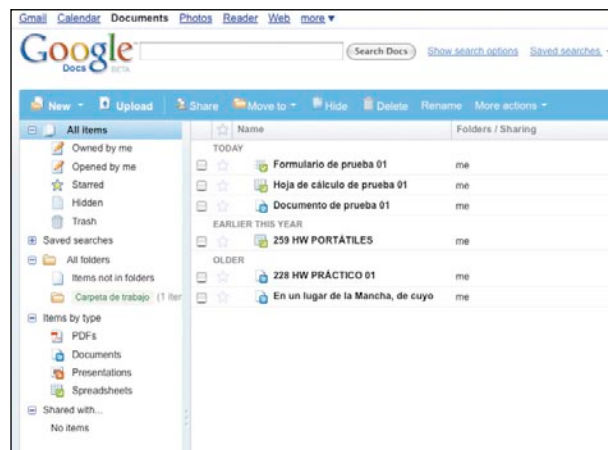 Gmail Calendar Documents Photos Reader Web more ▼
Google
Docs BETA
Search Docs Show search options Saved searches
New Upload Share Move to Hide Delete Rename More actions
All items
Owned by me
Opened by me
Starred
Hidden
Trash
Saved searches
All folders
Items not in folders
Carpeta de trabajo (1 iter
Items by type
PDFs
Documents
Presentations
Spreadsheets
Shared with...
No items
Name Folders / Sharing
TODAY
Formulario de prueba 01 me
Hoja de cálculo de prueba 01 me
Documento de prueba 01 me
EARLIER THIS YEAR
259 HW PORTÁTILES me
OLDER
228 HW PRÁCTICO 01 me
En un lugar de la Mancha, de cuyo me